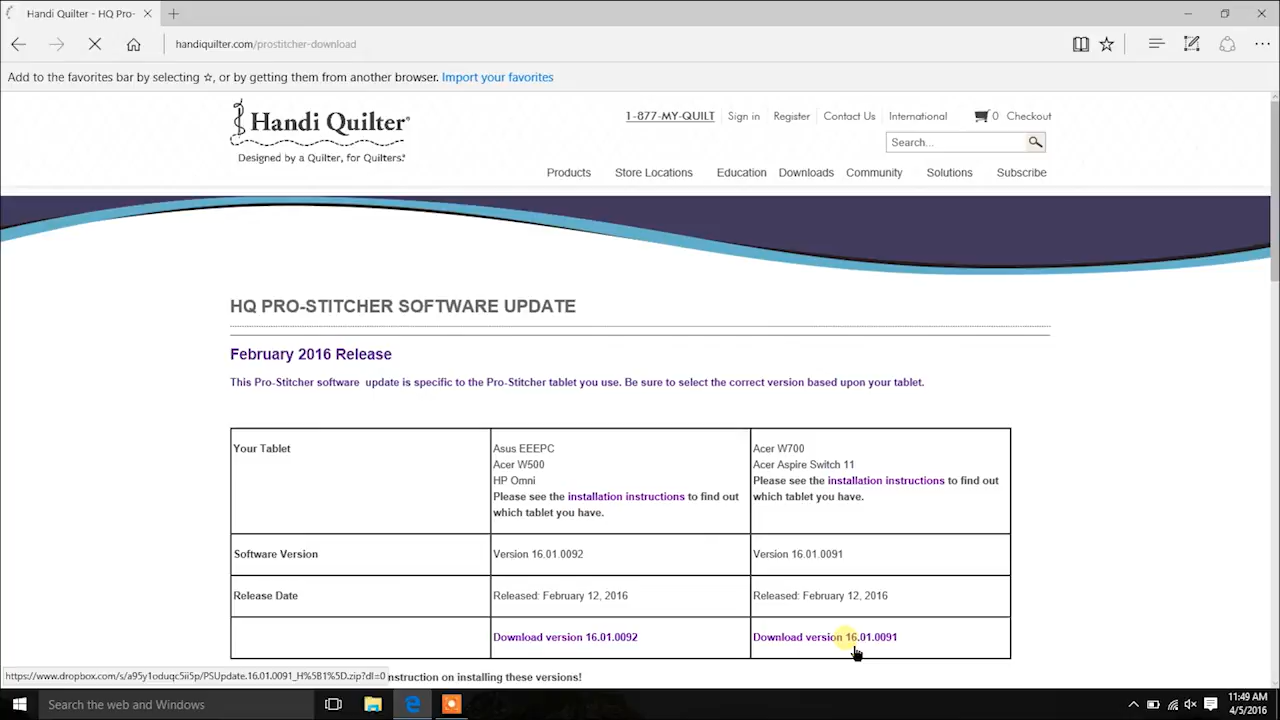 Handi Quilter - HQ Pro-
handiquilter.com/prostitcher-download
Add to the favorites bar by selecting ☆, or by getting them from another browser. Import your favorites
Handi Quilter®
Designed by a Quilter, for Quilters.®
1-877-MY-QUILT Sign in Register Contact Us International 0 Checkout
Search...
Products Store Locations Education Downloads Community Solutions Subscribe
HQ PRO-STITCHER SOFTWARE UPDATE
February 2016 Release
This Pro-Stitcher software update is specific to the Pro-Stitcher tablet you use. Be sure to select the correct version based upon your tablet.
Your Tablet
Asus EEEPC
Acer W500
HP Omni
Please see the installation instructions to find out
which tablet you have.
Acer W700
Acer Aspire Switch 11
Please see the installation instructions to find out
which tablet you have.
Software Version Version 16.01.0092 Version 16.01.0091
Release Date Released: February 12, 2016 Released: February 12, 2016
Download version 16.01.0092 Download version 16.01.0091
https://www.dropbox.com/s/a95y1oduqc5ii5p/PSUpdate.16.01.0091_H%5B1%5D.zip?dl=0 instruction on installing these versions!
Search the web and Windows
11:49 AM
4/5/2016